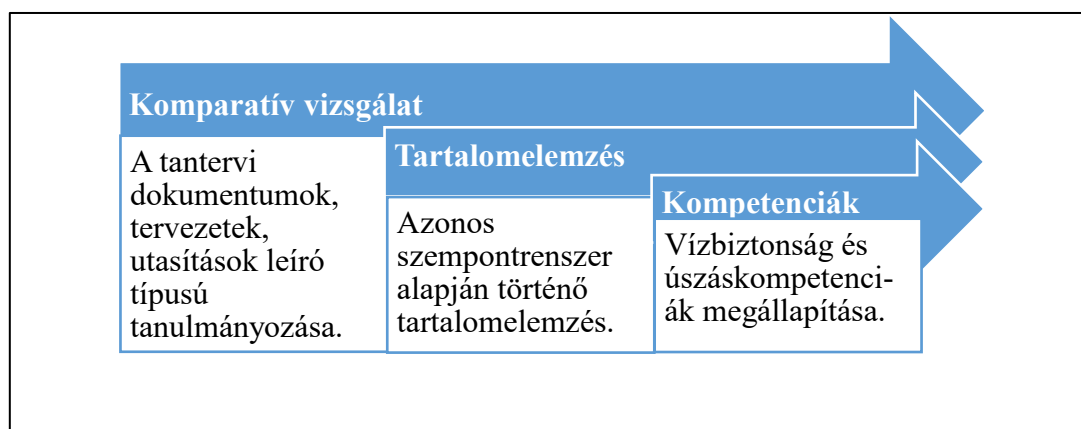 Komparatív vizsgálat
A tantervi
dokumentumok,
tervezetek,
utasítások leíró
típusú
tanulmányozása.
Tartalomelemzés
Azonos
szempontrenszer
alapján történő
tartalomelemzés.
Kompetenciák
Vízbiztonság és
úszáskompetenci-
ák megállapítása.